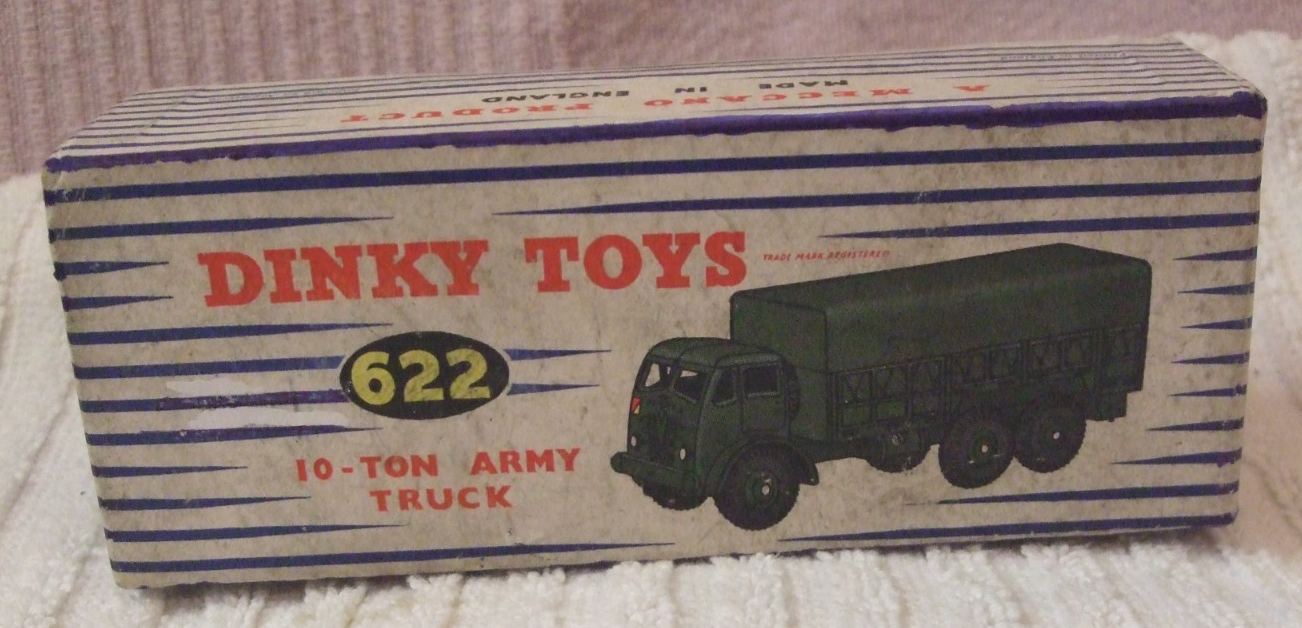 A MECCANO PRODUCT
MADE IN ENGLAND
DINKY TOYS
TRADE MARK REGISTERED
622
10-TON ARMY
TRUCK